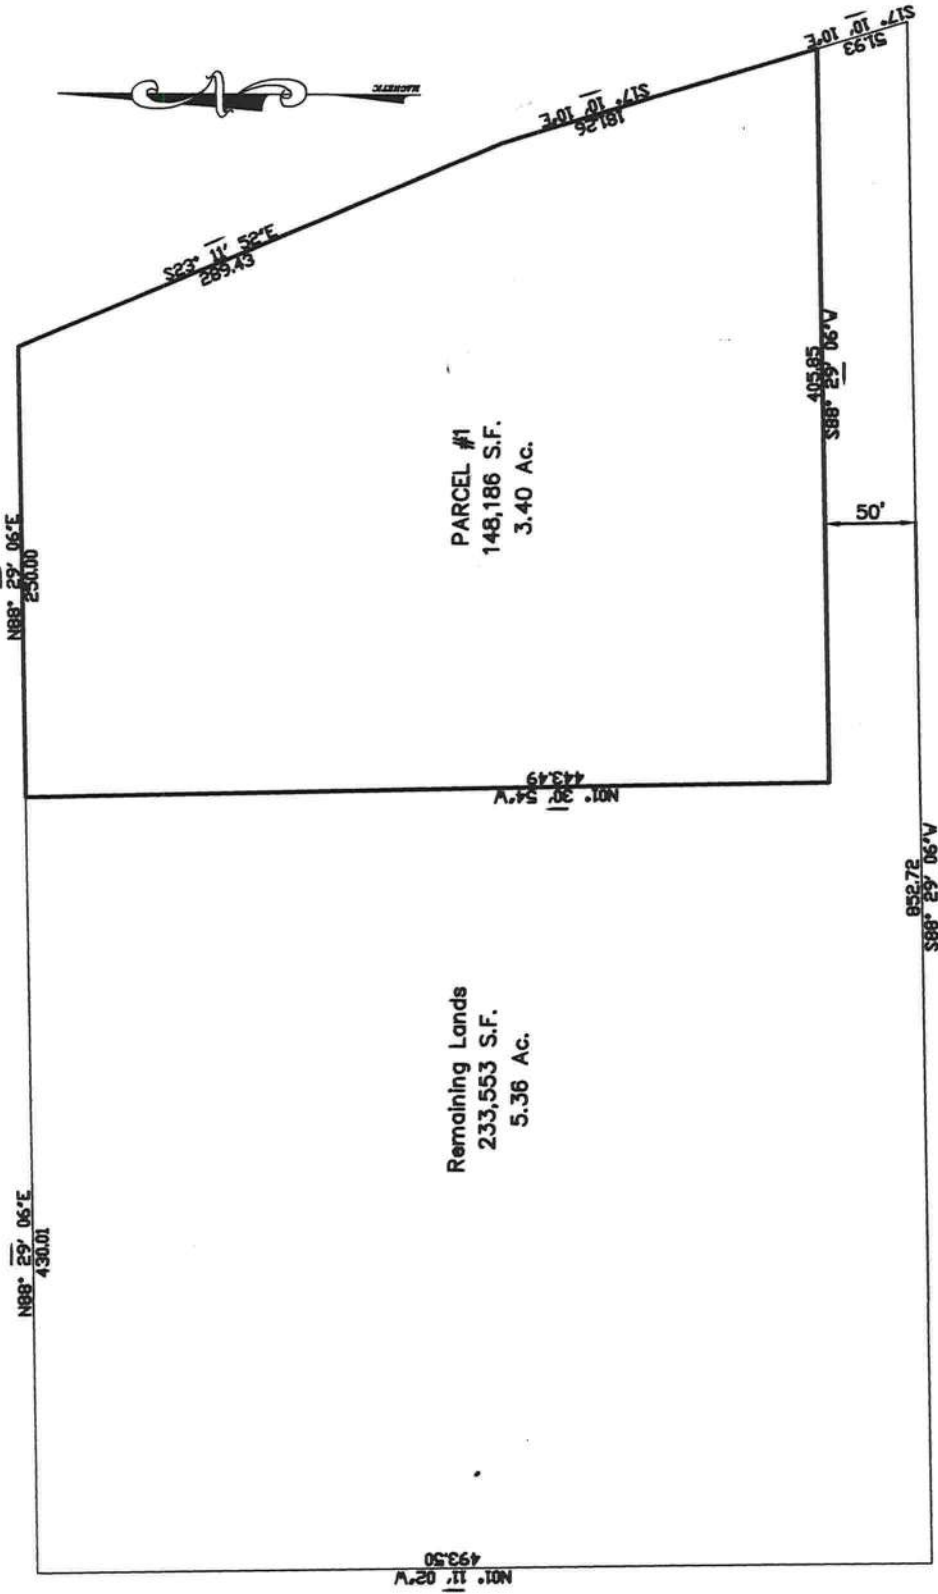 MAGNETIC
N88° 29' 06"E
250.00
S23° 11' 52"E
289.43
S17° 10' 10"E
181.26
S17° 10' 10"E
51.93
PARCEL #1
148,186 S.F.
3.40 Ac.
405.85
S88° 29' 06"W
50'
N01° 30' 54"W
443.49
N88° 29' 06"E
430.01
Remaining Lands
233,553 S.F.
5.36 Ac.
852.72
S88° 29' 06"W
N01° 11' 02"W
493.50